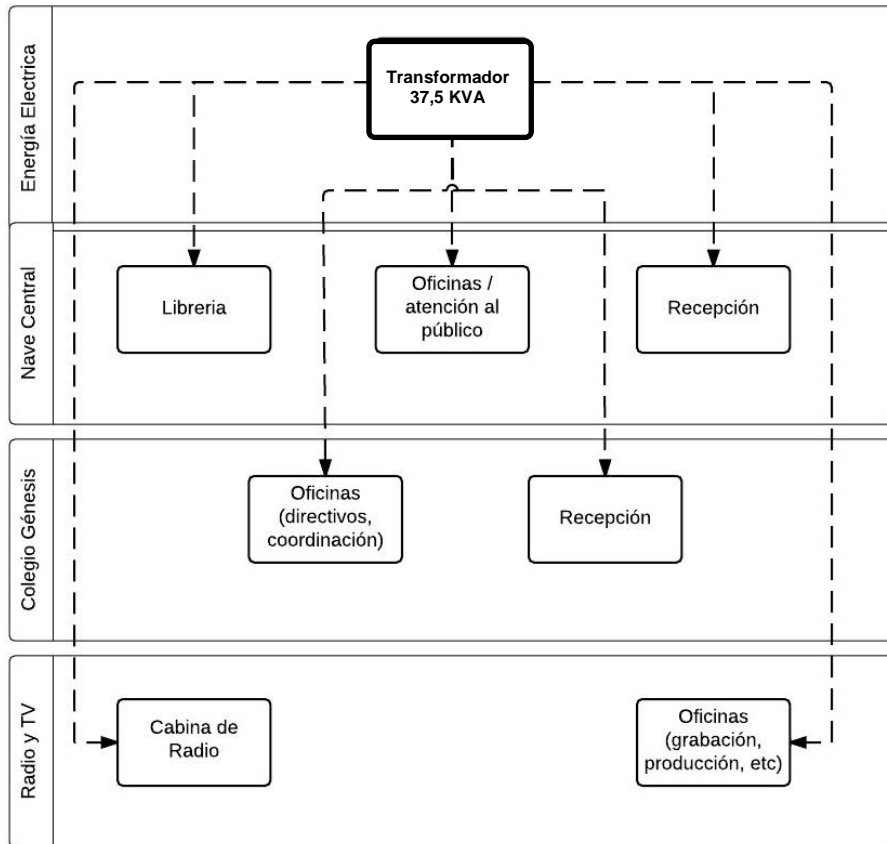 Energía Electrica
Transformador
37,5 KVA
Nave Central
Libreria
Oficinas /
atención al
público
Recepción
Colegio Génesis
Oficinas
(directivos,
coordinación)
Recepción
Radio y TV
Cabina de
Radio
Oficinas
(grabación,
producción, etc)